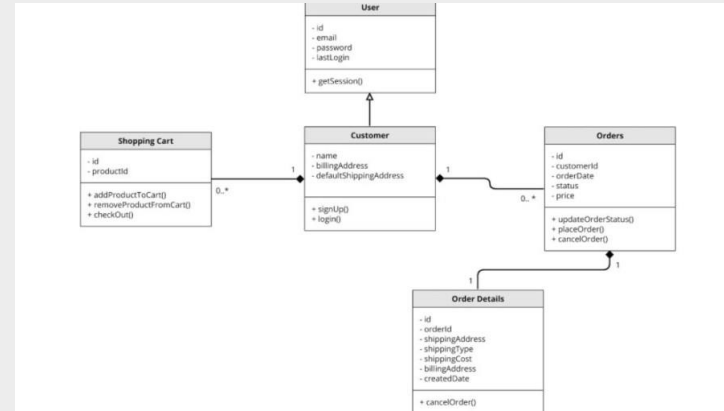 User
- id
- email
- password
- lastLogin
+ getSession()
Shopping Cart
- id
- productId
+ addProductToCart()
+ removeProductFromCart()
+ checkOut()
1
0..*
Customer
- name
- billingAddress
- defaultShippingAddress
+ signUp()
+ login()
1
0.. *
Orders
- id
- customerId
- orderDate
- status
- price
+ updateOrderStatus()
+ placeOrder()
+ cancelOrder()
1
1
Order Details
- id
- orderId
- shippingAddress
- shippingType
- shippingCost
- billingAddress
- createdDate
+ cancelOrder()